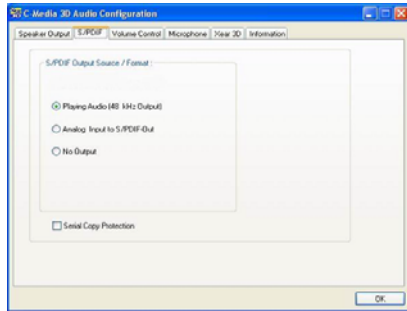 C-Media 3D Audio Configuration
Speaker Output S/PDIF Volume Control Microphone Xear 3D Information
S/PDIF Output Source / Format :
Playing Audio (48 kHz Output)
Analog Input to S/PDIF-Out
No Output
Serial Copy Protection
OK